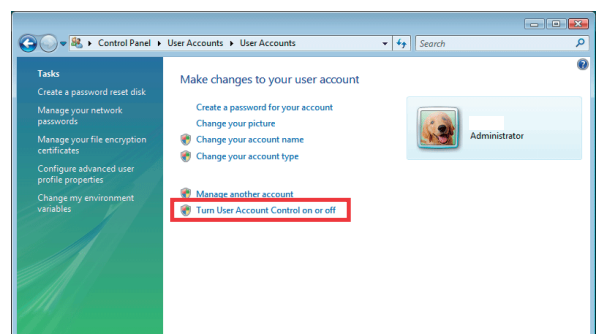 Control Panel ▸ User Accounts ▸ User Accounts
Search
Tasks
Create a password reset disk
Manage your network
passwords
Manage your file encryption
certificates
Configure advanced user
profile properties
Change my environment
variables
Make changes to your user account
Create a password for your account
Change your picture
Change your account name
Change your account type
Manage another account
Turn User Account Control on or off
Administrator